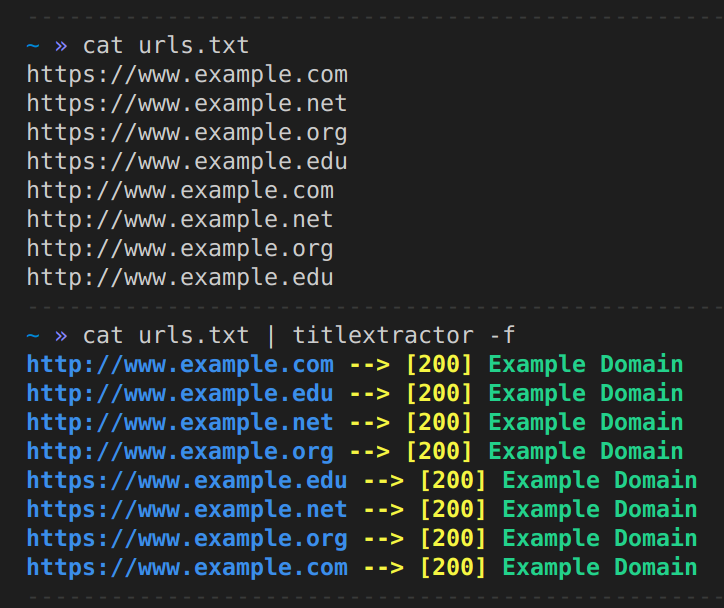 ~ » cat urls.txt
https://www.example.com
https://www.example.net
https://www.example.org
https://www.example.edu
http://www.example.com
http://www.example.net
http://www.example.org
http://www.example.edu
~ » cat urls.txt | titlextractor -f
http://www.example.com --> [200] Example Domain
http://www.example.edu --> [200] Example Domain
http://www.example.net --> [200] Example Domain
http://www.example.org --> [200] Example Domain
https://www.example.edu --> [200] Example Domain
https://www.example.net --> [200] Example Domain
https://www.example.org --> [200] Example Domain
https://www.example.com --> [200] Example Domain